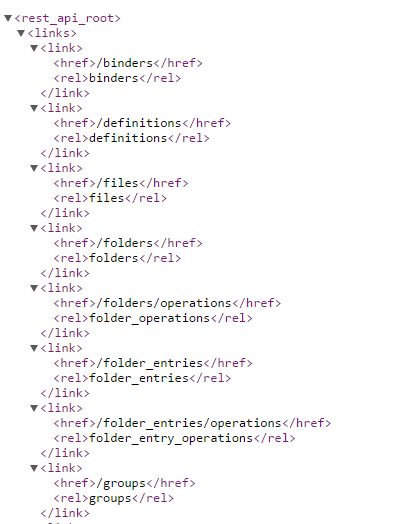 ▼<rest_api_root>
▼<links>
▼<link>
<href>/binders</href>
<rel>binders</rel>
</link>
▼<link>
<href>/definitions</href>
<rel>definitions</rel>
</link>
▼<link>
<href>/files</href>
<rel>files</rel>
</link>
▼<link>
<href>/folders</href>
<rel>folders</rel>
</link>
▼<link>
<href>/folders/operations</href>
<rel>folder_operations</rel>
</link>
▼<link>
<href>/folder_entries</href>
<rel>folder_entries</rel>
</link>
▼<link>
<href>/folder_entries/operations</href>
<rel>folder_entry_operations</rel>
</link>
▼<link>
<href>/groups</href>
<rel>groups</rel>
</link>